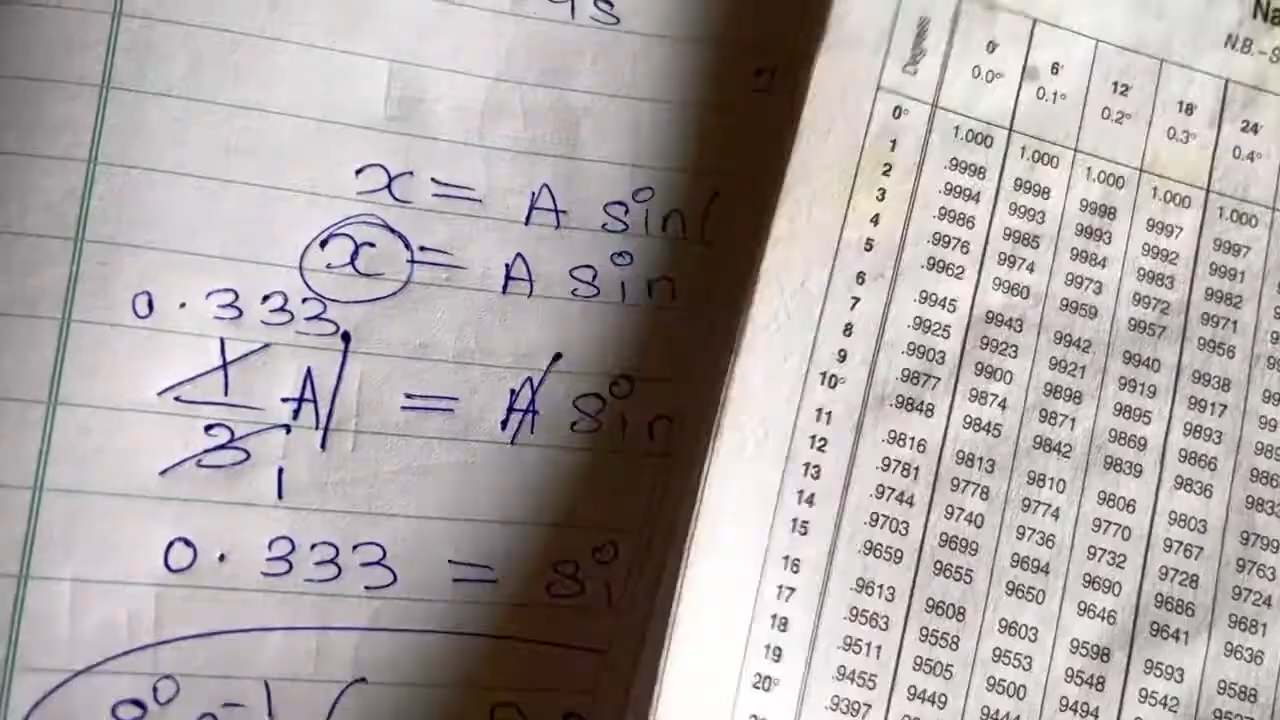 x = A sin(
x = A sin
0.333
1/3 A = A sin
1
0.333 = si
sin-1 (
Na
N.B.-S
Degrees 0' 6' 12' 18' 24'
0.0° 0.1° 0.2° 0.3° 0.4°
0° 1.000 1.000 1.000 1.000 1.000
1 .9998 9998 9998 9997 9997
2 .9994 9993 9993 9992 9991
3 .9986 9985 9984 9983 9982
4 .9976 9974 9973 9972 9971
5 .9962 9960 9959 9957 9956
6 .9945 9943 9942 9940 9938
7 .9925 9923 9921 9919 9917
8 .9903 9900 9898 9895 9893
9 .9877 9874 9871 9869 9866
10° .9848 9845 9842 9839 9836
11 .9816 9813 9810 9806 9803
12 .9781 9778 9774 9770 9767
13 .9744 9740 9736 9732 9728
14 .9703 9699 9694 9690 9686
15 .9659 9655 9650 9646 9641
16 .9613 9608 9603 9598 9593
17 .9563 9558 9553 9548 9542
18 .9511 9505 9500 9494
19 .9455 9449
20° .9397